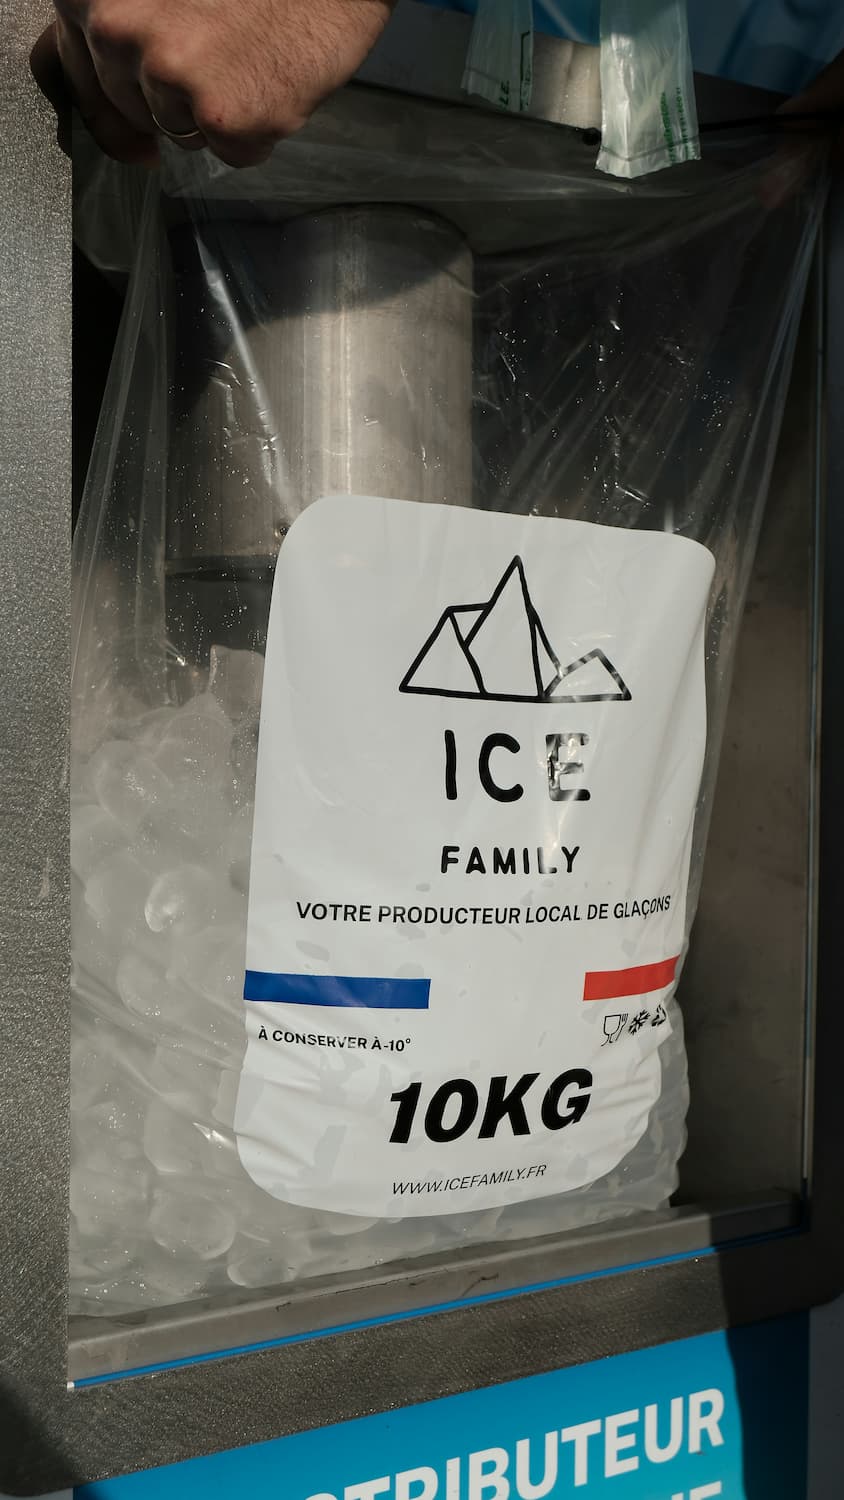 ICE
FAMILY
VOTRE PRODUCTEUR LOCAL DE GLAÇONS
À CONSERVER À-10°
10KG
WWW.ICEFAMILY.FR
TRIBUTEUR